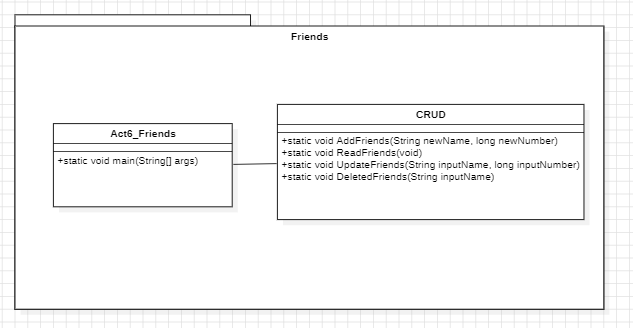 Friends
Act6_Friends
+static void main(String[] args)
CRUD
+static void AddFriends(String newName, long newNumber)
+static void ReadFriends(void)
+static void UpdateFriends(String inputName, long inputNumber)
+static void DeletedFriends(String inputName)